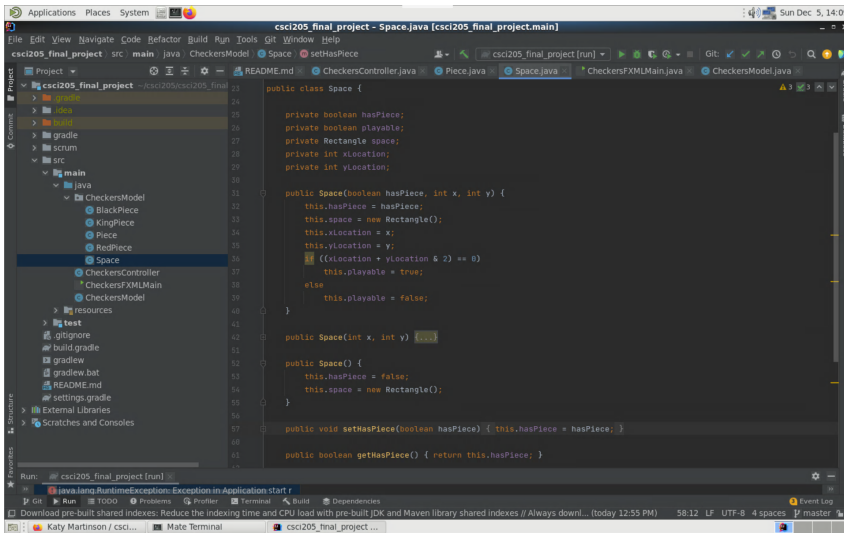 Applications Places System Sun Dec 5, 14:0
csci205_final_project – Space.java [csci205_final_project.main]
File Edit View Navigate Code Refactor Build Run Tools Git Window Help
csci205_final_project src main java CheckersModel Space setHasPiece csci205_final_project [run] Git:
Project README.md CheckersController.java Piece.java Space.java CheckersFXMLMain.java CheckersModel.java
Project
Commit
Structure
Favorites
csci205_final_project ~/csci205/csci205_final
.gradle
.idea
build
gradle
scrum
src
main
java
CheckersModel
BlackPiece
KingPiece
Piece
RedPiece
Space
CheckersController
CheckersFXMLMain
CheckersModel
resources
test
.gitignore
build.gradle
gradlew
gradlew.bat
README.md
settings.gradle
External Libraries
Scratches and Consoles
3 3
23 public class Space {
24
25 private boolean hasPiece;
26 private boolean playable;
27 private Rectangle space;
28 private int xLocation;
29 private int yLocation;
30
31 public Space(boolean hasPiece, int x, int y) {
32 this.hasPiece = hasPiece;
33 this.space = new Rectangle();
34 this.xLocation = x;
35 this.yLocation = y;
36 if ((xLocation + yLocation & 2) == 0)
37 this.playable = true;
38 else
39 this.playable = false;
40 }
41
42 public Space(int x, int y) {...}
51
52 public Space() {
53 this.hasPiece = false;
54 this.space = new Rectangle();
55 }
56
57 public void setHasPiece(boolean hasPiece) { this.hasPiece = hasPiece; }
60
61 public boolean getHasPiece() { return this.hasPiece; }
Run: csci205_final_project [run]
java.lang.RuntimeException: Exception in Application start r
Git Run TODO Problems Profiler Terminal Build Dependencies Event Log
Download pre-built shared indexes: Reduce the indexing time and CPU load with pre-built JDK and Maven library shared indexes // Always downl... (today 12:55 PM) 58:12 LF UTF-8 4 spaces master
Katy Martinson / csci... Mate Terminal csci205_final_project ...